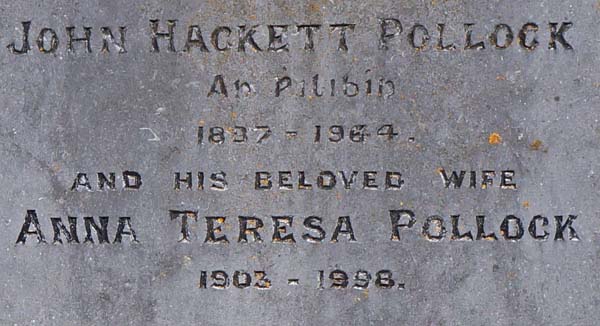 JOHN HACKETT POLLOCK
An Pilibín
1887 - 1964.
AND HIS BELOVED WIFE
ANNA TERESA POLLOCK
1903 - 1998.